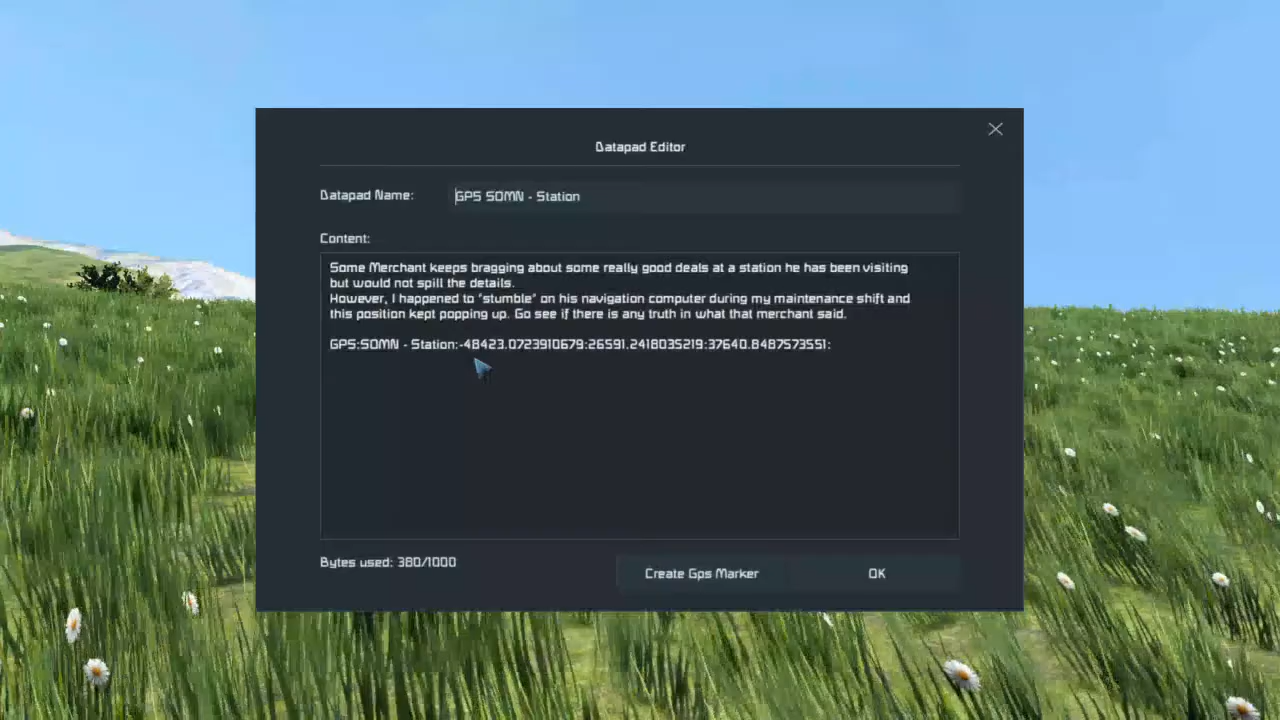 Datapad Editor
Datapad Name: GPS SOMN - Station
Content:
Some Merchant keeps bragging about some really good deals at a station he has been visiting
but would not spill the details.
However, I happened to "stumble" on his navigation computer during my maintenance shift and
this position kept popping up. Go see if there is any truth in what that merchant said.
GPS:SOMN - Station:-48423.0723910679:26591.2418035219:37640.8487573551:
Bytes used: 380/1000
Create Gps Marker OK